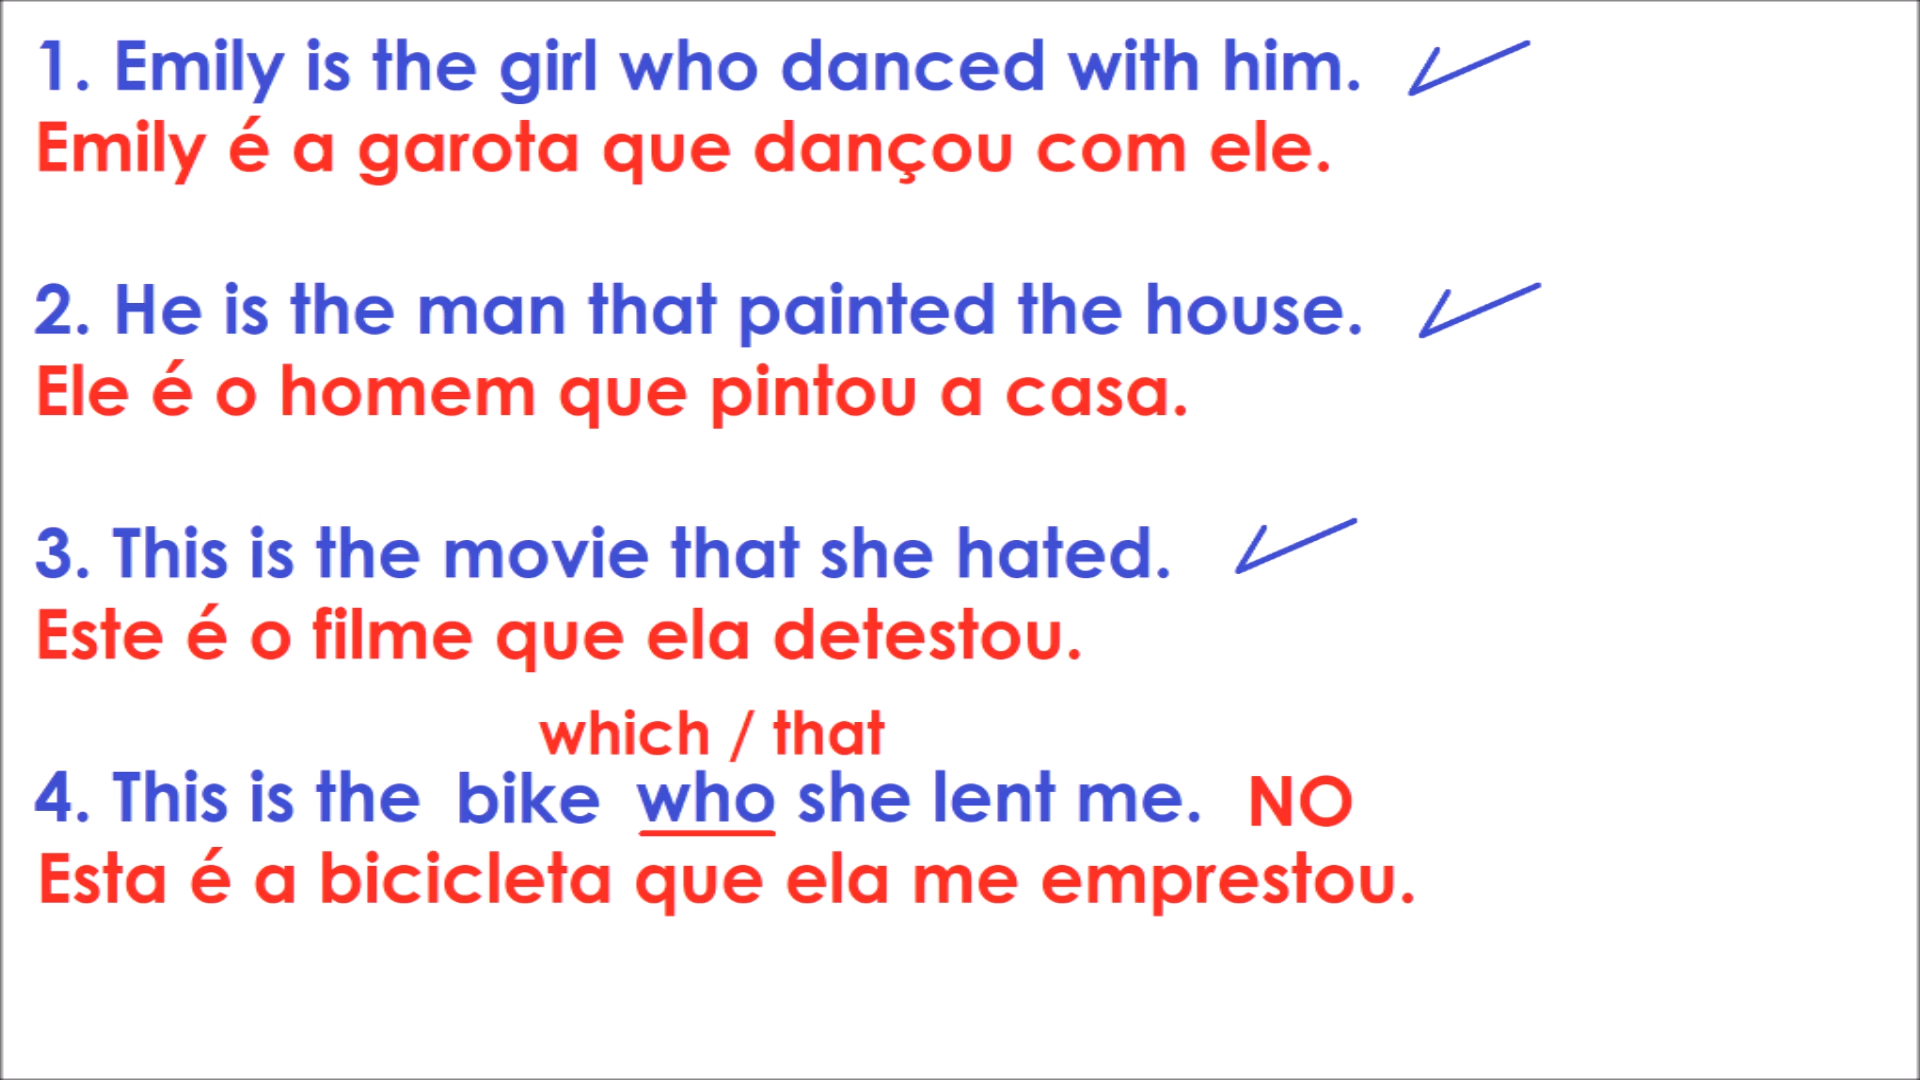 1. Emily is the girl who danced with him.
Emily é a garota que dançou com ele.
2. He is the man that painted the house.
Ele é o homem que pintou a casa.
3. This is the movie that she hated.
Este é o filme que ela detestou.
which / that
4. This is the bike who she lent me. NO
Esta é a bicicleta que ela me emprestou.